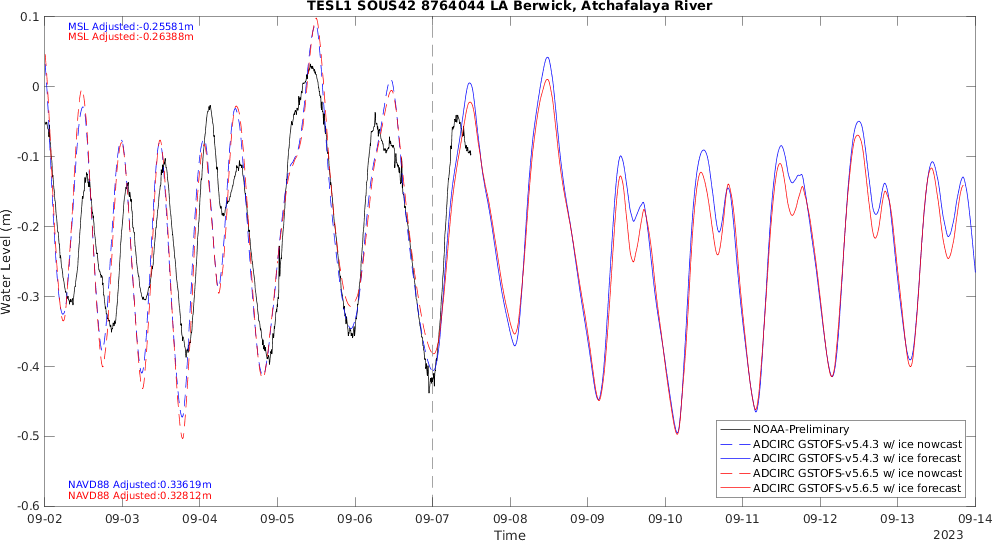 TESL1 SOUS42 8764044 LA Berwick, Atchafalaya River
MSL Adjusted:-0.25581m
MSL Adjusted:-0.26388m
0.1
0
-0.1
-0.2
-0.3
-0.4
-0.5
-0.6
Water Level (m)
NOAA-Preliminary
ADCIRC GSTOFS-v5.4.3 w/ ice nowcast
ADCIRC GSTOFS-v5.4.3 w/ ice forecast
ADCIRC GSTOFS-v5.6.5 w/ ice nowcast
ADCIRC GSTOFS-v5.6.5 w/ ice forecast
NAVD88 Adjusted:0.33619m
NAVD88 Adjusted:0.32812m
09-02 09-03 09-04 09-05 09-06 09-07 09-08 09-09 09-10 09-11 09-12 09-13 09-14
Time
2023